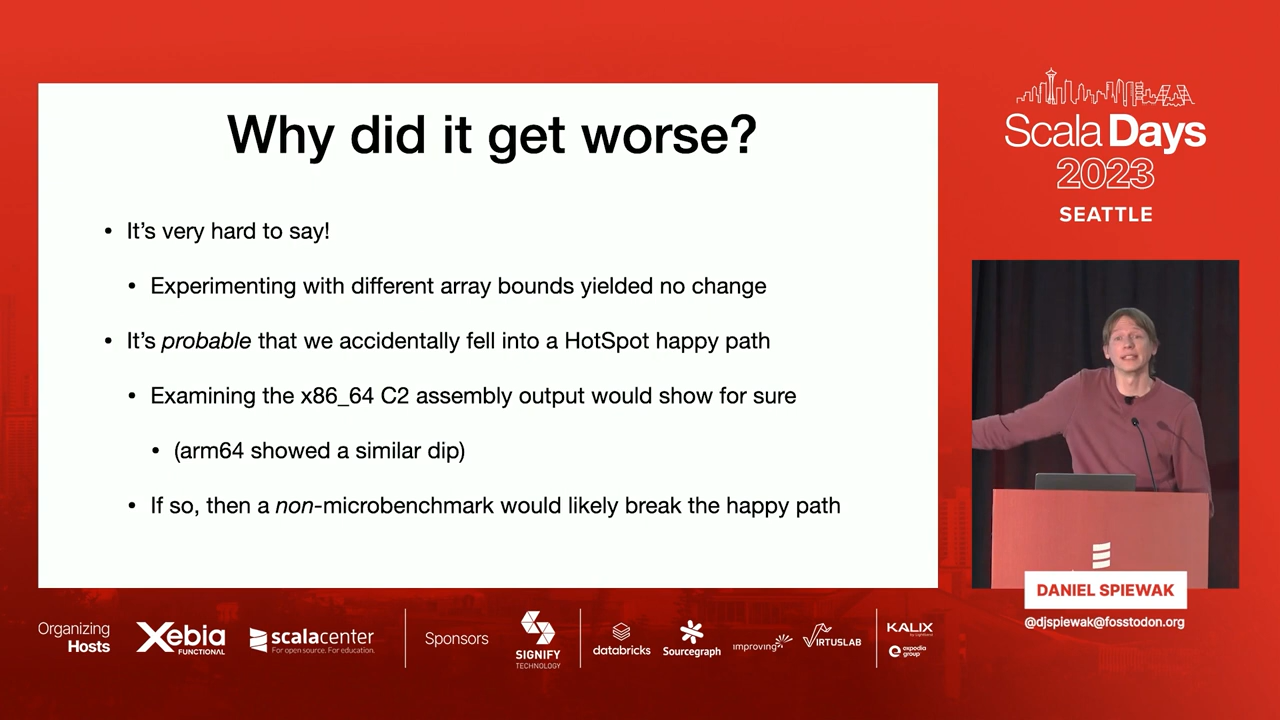 Why did it get worse?
• It's very hard to say!
• Experimenting with different array bounds yielded no change
• It's probable that we accidentally fell into a HotSpot happy path
• Examining the x86_64 C2 assembly output would show for sure
• (arm64 showed a similar dip)
• If so, then a non-microbenchmark would likely break the happy path
Scala Days
2023
SEATTLE
DANIEL SPIEWAK
@djspiewak@fosstodon.org
Organizing
Hosts
Xebia
FUNCTIONAL
scalacenter
For open source. For education.
Sponsors
SIGNIFY
TECHNOLOGY
databricks
Sourcegraph
improving
VIRTUSLAB
KALIX
by Lightbend
expedia
group